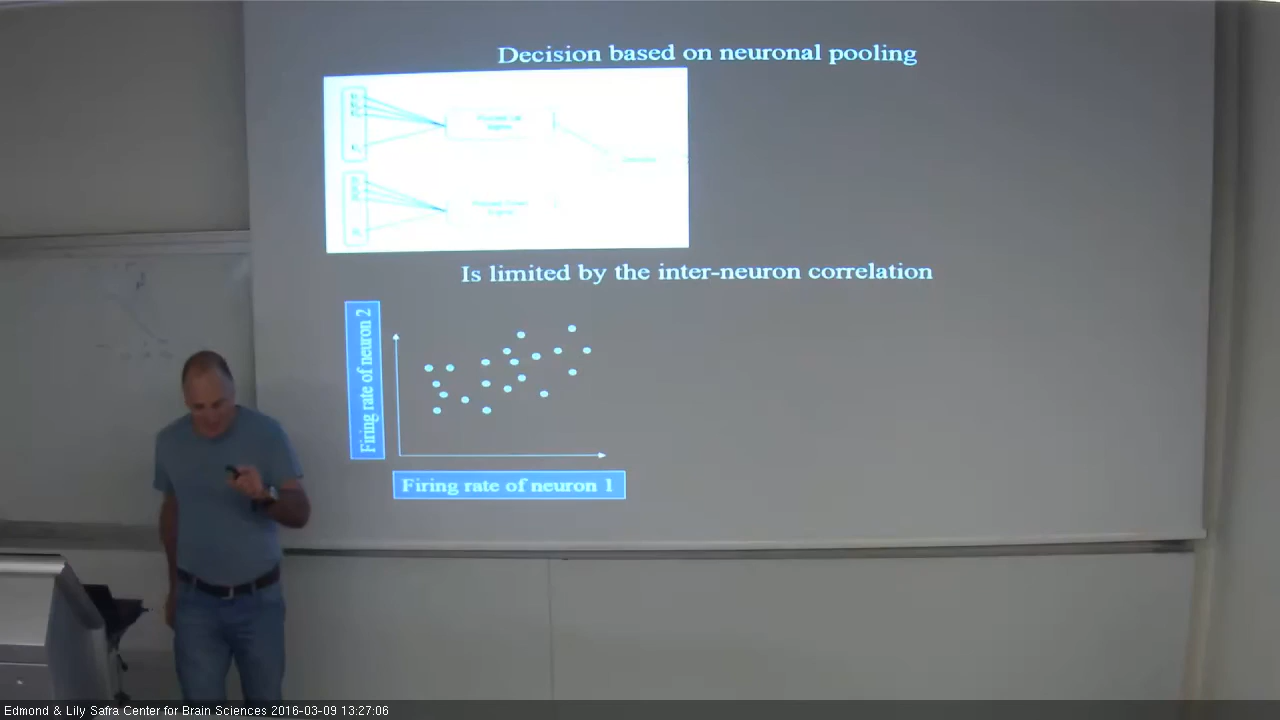 Decision based on neuronal pooling
Is limited by the inter-neuron correlation
Firing rate of neuron 2
Firing rate of neuron 1
Edmond & Lily Safra Center for Brain Sciences 2016-03-09 13:27:06